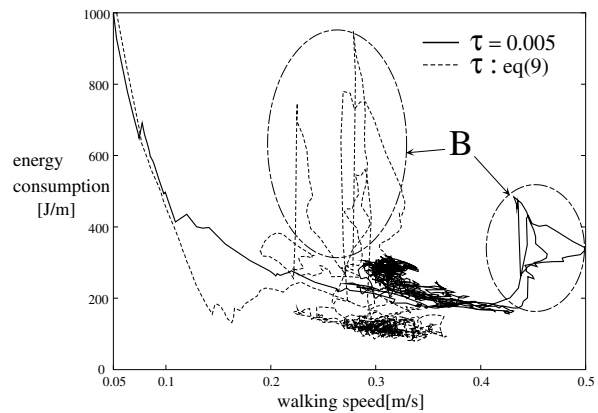 1000
800
600
400
200
0
energy
consumption
[J/m]
τ = 0.005
τ : eq(9)
B
B
0.05
0.1
0.2
0.3
0.4
0.5
walking speed[m/s]